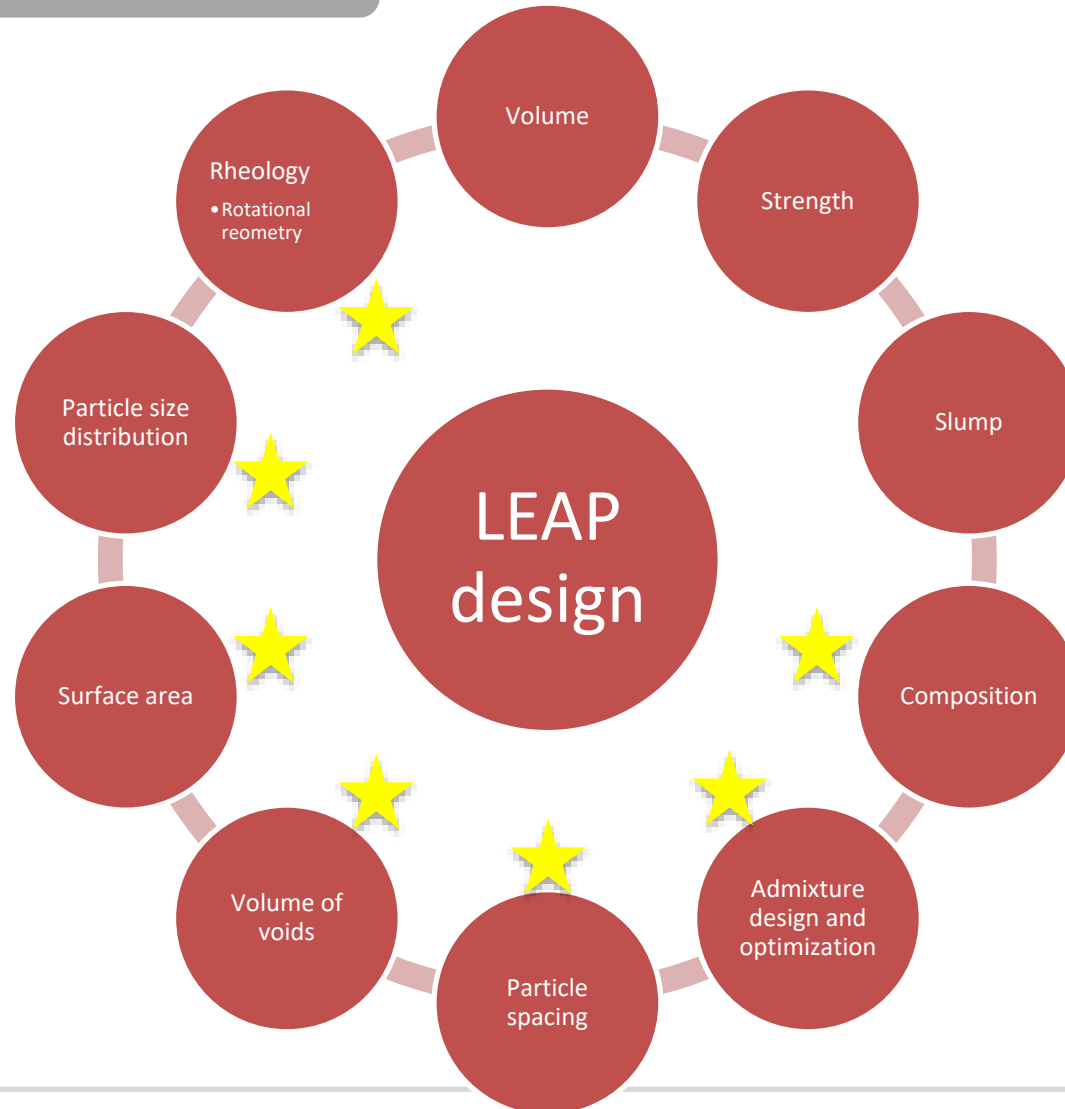 Volume
Strength
Slump
Composition
Admixture
design and
optimization
Particle
spacing
Volume of
voids
Surface area
Particle size
distribution
Rheology
•Rotational
reometry
LEAP
design